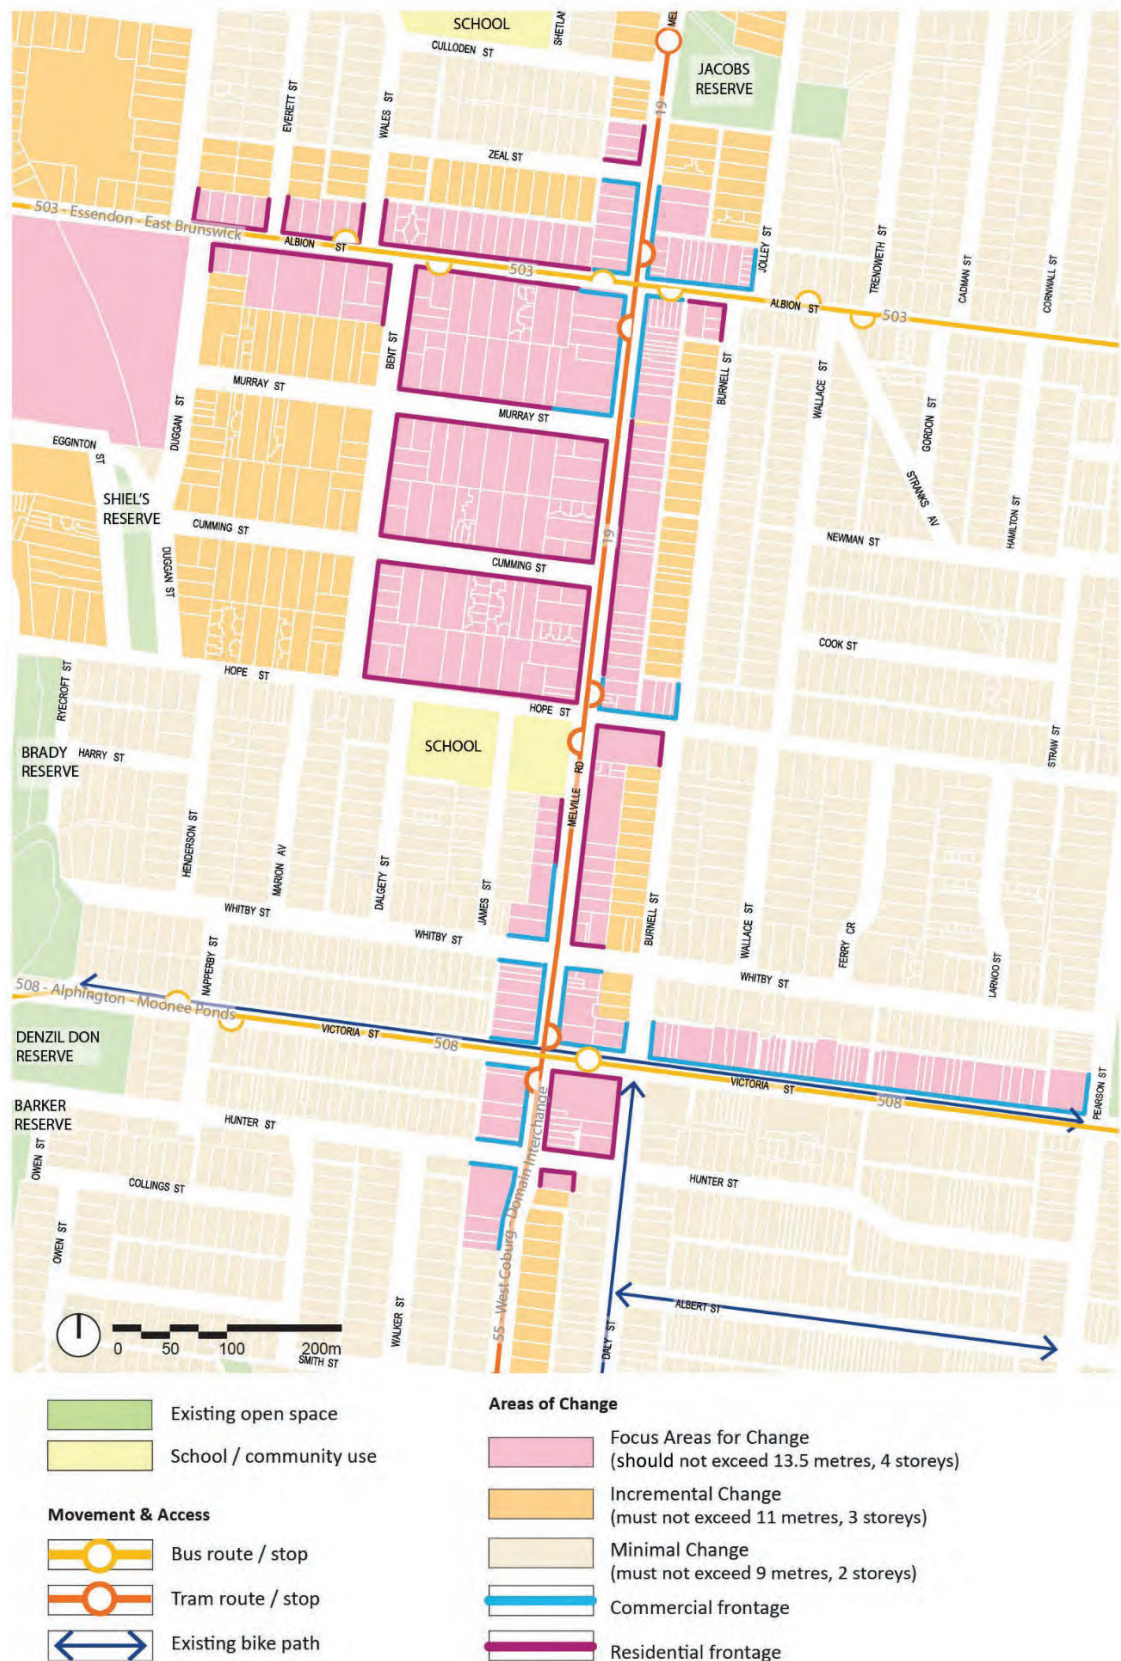 SCHOOL
CULLODEN ST
SHETLAN
MEL
JACOBS
RESERVE
EVERETT ST
WALES ST
19
ZEAL ST
503 - Essendon - East Brunswick
ALBION ST
503
JOLLEY ST
TRENOWETH ST
CADMAN ST
CORNWALL ST
ALBION ST
503
BENT ST
MURRAY ST
MURRAY ST
DUGGAN ST
BURNELL ST
WALLACE ST
GORDON ST
STRANKS AV
HAMILTON ST
EGGINTON
ST
SHIEL'S
RESERVE
CUMMING ST
DUGGAN ST
CUMMING ST
19
NEWMAN ST
COOK ST
HOPE ST
HOPE ST
RYECROFT ST
BRADY
RESERVE
HARRY ST
SCHOOL
MELVILLE RD
STRAW ST
HENDERSON ST
MARION AV
DALGETY ST
JAMES ST
WHITBY ST
WHITBY ST
BURNELL ST
WALLACE ST
FERRY CR
LARNOO ST
WHITBY ST
NAPPERBY ST
508 - Alphington - Moonee Ponds
VICTORIA ST
508
DENZIL DON
RESERVE
VICTORIA ST
508
PEARSON ST
BARKER
RESERVE
HUNTER ST
OWEN ST
COLLINGS ST
HUNTER ST
OWEN ST
55 - West Coburg - Domain Interchange
WALKER ST
ALBERT ST
DALY ST
SMITH ST
0 50 100 200m
Existing open space
School / community use
Movement & Access
Bus route / stop
Tram route / stop
Existing bike path
Areas of Change
Focus Areas for Change
(should not exceed 13.5 metres, 4 storeys)
Incremental Change
(must not exceed 11 metres, 3 storeys)
Minimal Change
(must not exceed 9 metres, 2 storeys)
Commercial frontage
Residential frontage